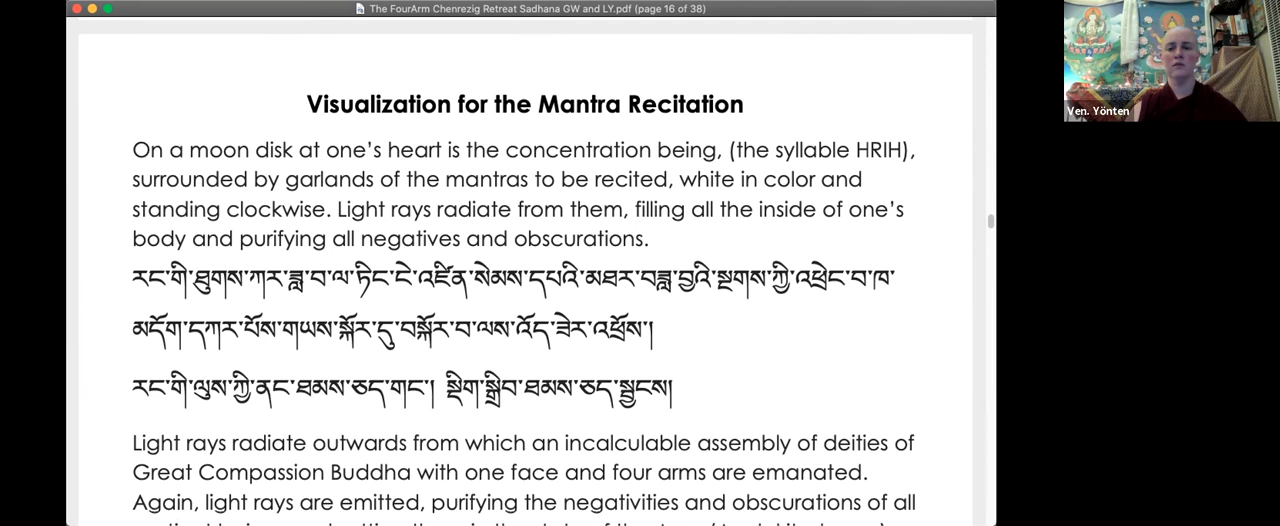 The FourArm Chenrezig Retreat Sadhana GW and LY.pdf (page 16 of 38)
Ven. Yönten
Visualization for the Mantra Recitation
On a moon disk at one’s heart is the concentration being, (the syllable HRIH),
surrounded by garlands of the mantras to be recited, white in color and
standing clockwise. Light rays radiate from them, filling all the inside of one’s
body and purifying all negatives and obscurations.
རང་གི་ཐུགས་ཀར་ཟླ་བ་ལ་ཏིང་ངེ་འཛིན་སེམས་དཔའི་མཐར་བཟླ་བྱའི་སྔགས་ཀྱི་འཕྲེང་བ་ཁ་
མདོག་དཀར་པོས་གཡས་སྐོར་དུ་བསྐོར་བ་ལས་འོད་ཟེར་འཕྲོས་།
རང་གི་ལུས་ཀྱི་ནང་ཐམས་ཅད་གང་། སྡིག་སྒྲིབ་ཐམས་ཅད་སྦྱངས།
Light rays radiate outwards from which an incalculable assembly of deities of
Great Compassion Buddha with one face and four arms are emanated.
Again, light rays are emitted, purifying the negativities and obscurations of all